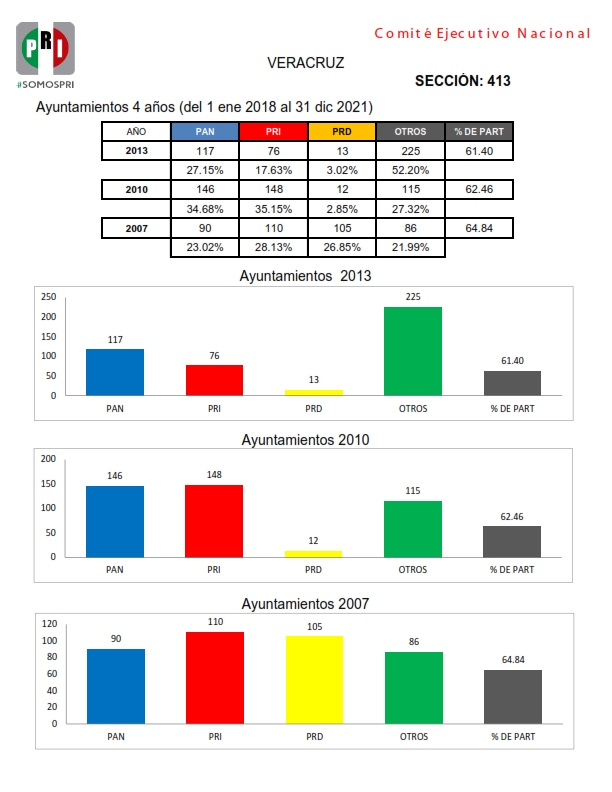 Comité Ejecutivo Nacional
PRI
#SOMOSPRI
VERACRUZ
SECCIÓN: 413
Ayuntamientos 4 años (del 1 ene 2018 al 31 dic 2021)
AÑO PAN PRI PRD OTROS % DE PART
2013 117 76 13 225 61.40
27.15% 17.63% 3.02% 52.20%
2010 146 148 12 115 62.46
34.68% 35.15% 2.85% 27.32%
2007 90 110 105 86 64.84
23.02% 28.13% 26.85% 21.99%
Ayuntamientos 2013
250
200
150
100
50
0
117 76 13 225 61.40
PAN PRI PRD OTROS % DE PART
Ayuntamientos 2010
200
150
100
50
0
146 148 12 115 62.46
PAN PRI PRD OTROS % DE PART
Ayuntamientos 2007
120
100
80
60
40
20
0
90 110 105 86 64.84
PAN PRI PRD OTROS % DE PART